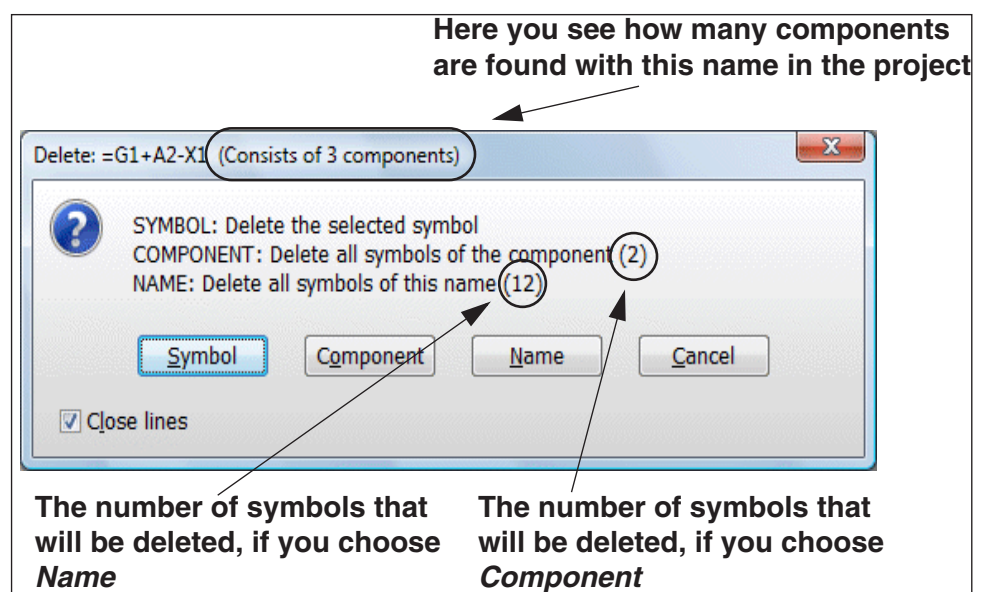 Here you see how many components
are found with this name in the project
Delete: =G1+A2-X1 (Consists of 3 components)
X
?
SYMBOL: Delete the selected symbol
COMPONENT: Delete all symbols of the component (2)
NAME: Delete all symbols of this name (12)
Symbol Component Name Cancel
Close lines
The number of symbols that
will be deleted, if you choose
Name
The number of symbols that
will be deleted, if you choose
Component